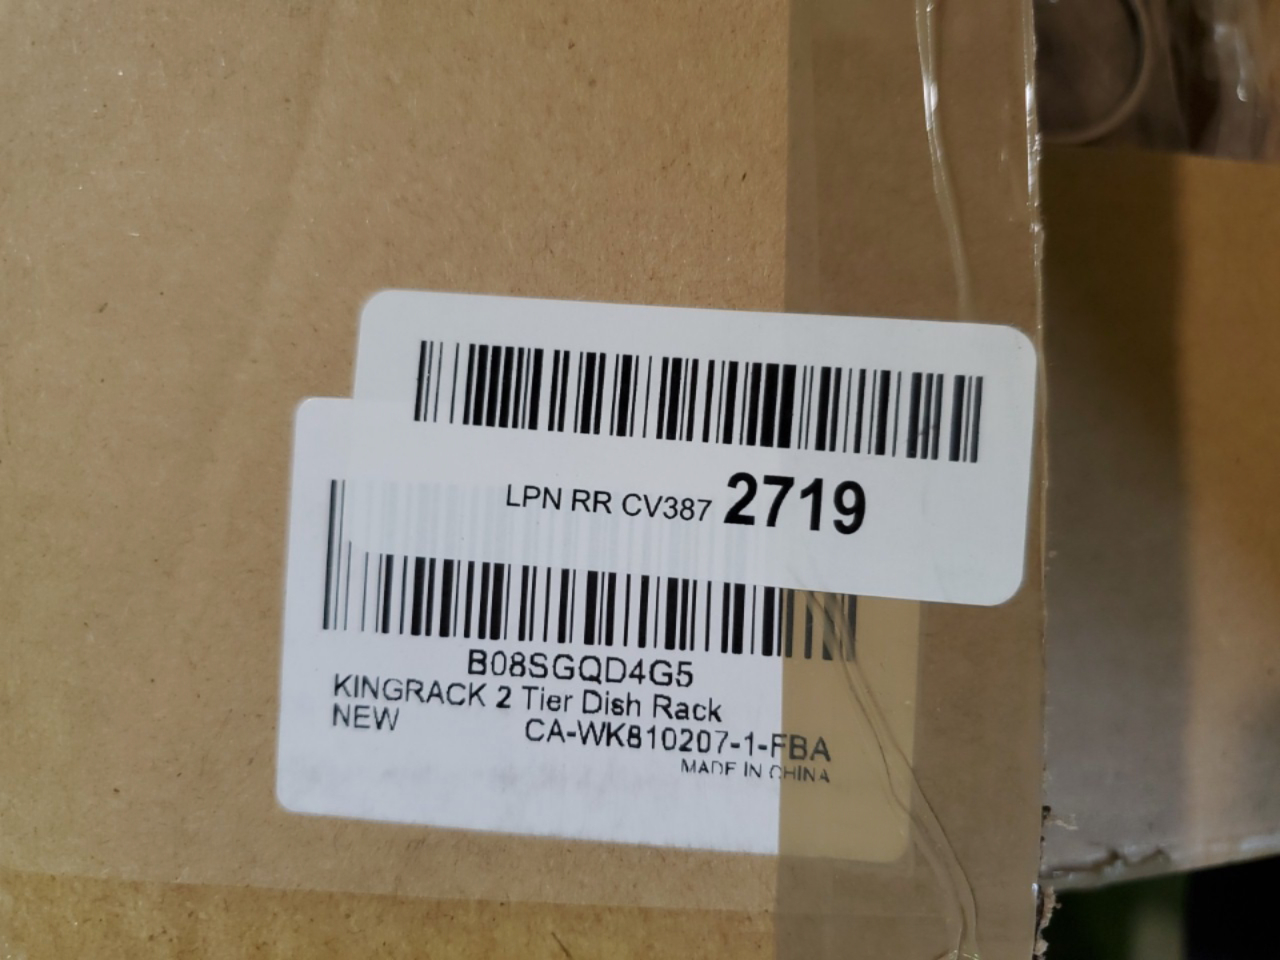 LPN RR CV387 2719
B08SGQD4G5
KINGRACK 2 Tier Dish Rack
NEW CA-WK810207-1-FBA
MADE IN CHINA